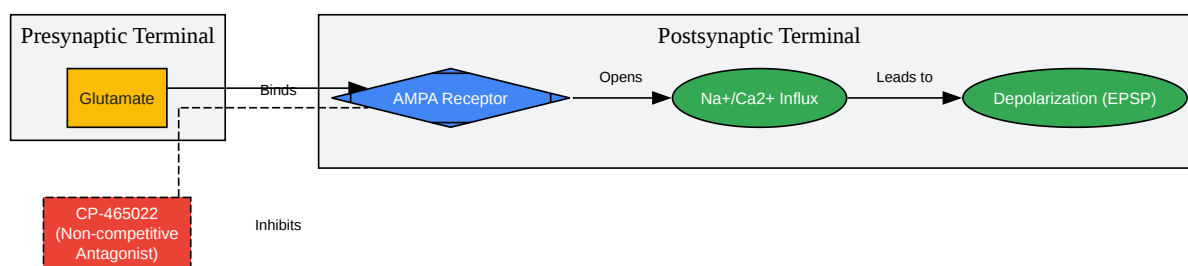 Presynaptic Terminal
Postsynaptic Terminal
Glutamate
Binds
AMPA Receptor
Opens
Na+/Ca2+ Influx
Leads to
Depolarization (EPSP)
CP-465022
(Non-competitive
Antagonist)
Inhibits